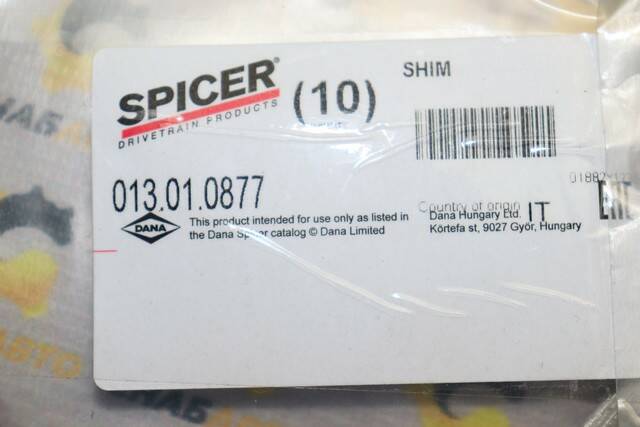 SPICER®
DRIVETRAIN PRODUCTS
(10)
SHIM
013.01.0877
Country of origin IT
DANA
This product intended for use only as listed in
the Dana Spicer catalog © Dana Limited
Dana Hungary Ltd.
Körtefa st, 9027 Győr, Hungary